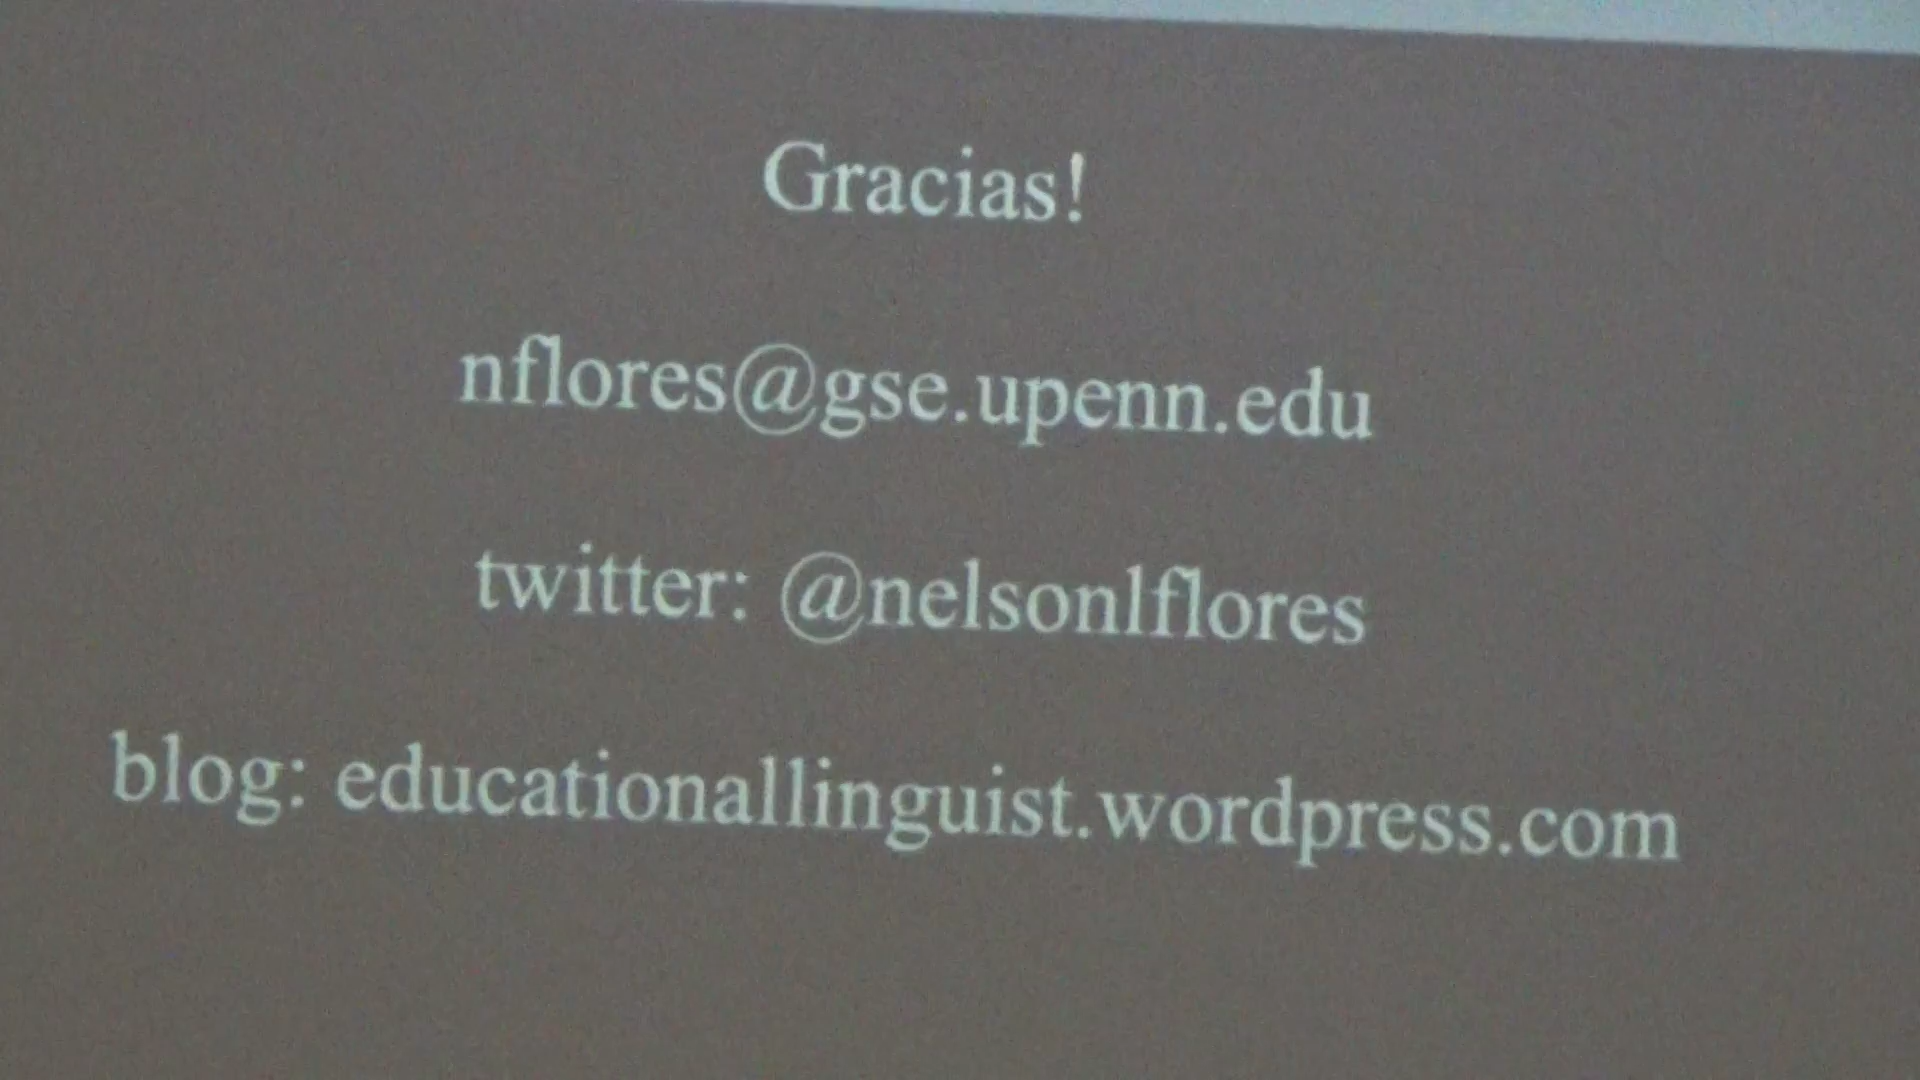 Gracias!
nflores@gse.upenn.edu
twitter: @nelsonlflores
blog: educationallinguist.wordpress.com